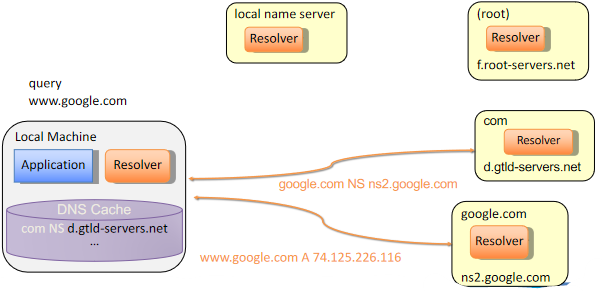 local name server
Resolver
(root)
Resolver
f.root-servers.net
query
www.google.com
Local Machine
Application
Resolver
DNS Cache
com NS d.gtld-servers.net
...
com
Resolver
d.gtld-servers.net
google.com NS ns2.google.com
google.com
Resolver
ns2.google.com
www.google.com A 74.125.226.116